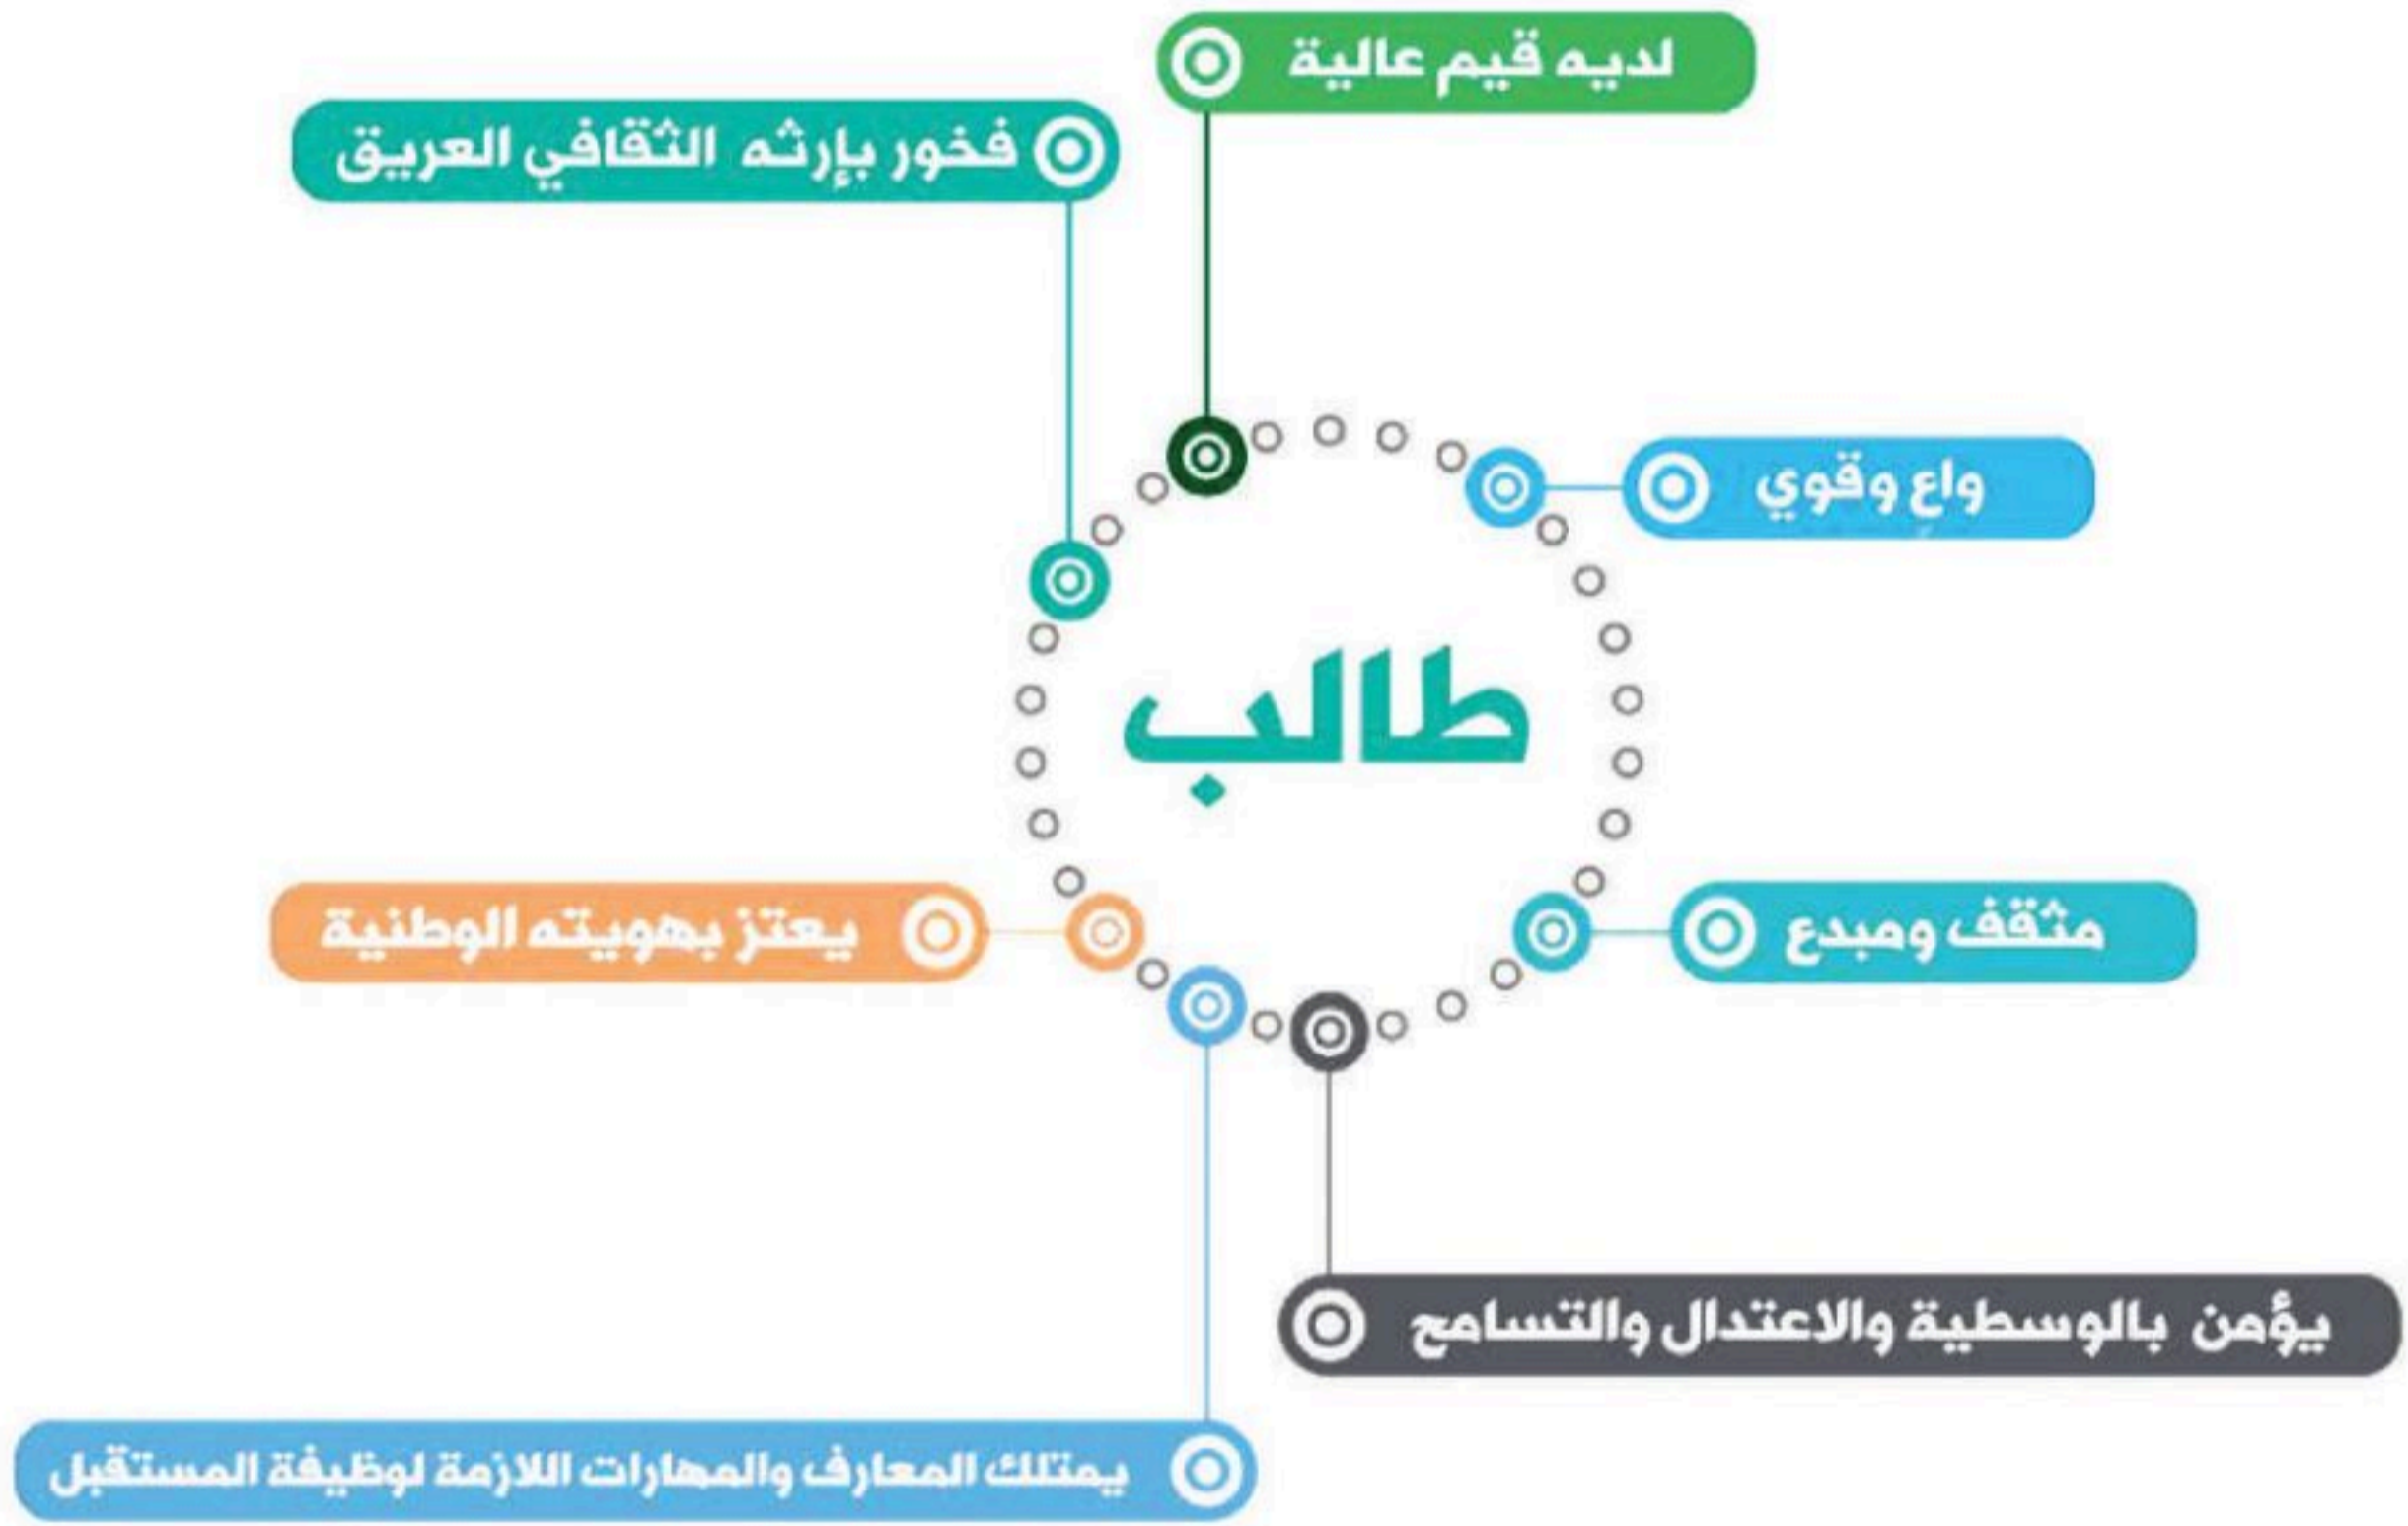 لديه قيم عالية
فخور بإرثه الثقافي العريق
واعٍ وقوي
طالب
مثقف ومبدع
يعتز بهويته الوطنية
يؤمن بالوسطية والاعتدال والتسامح
يمتلك المعارف والمهارات اللازمة لوظيفة المستقبل